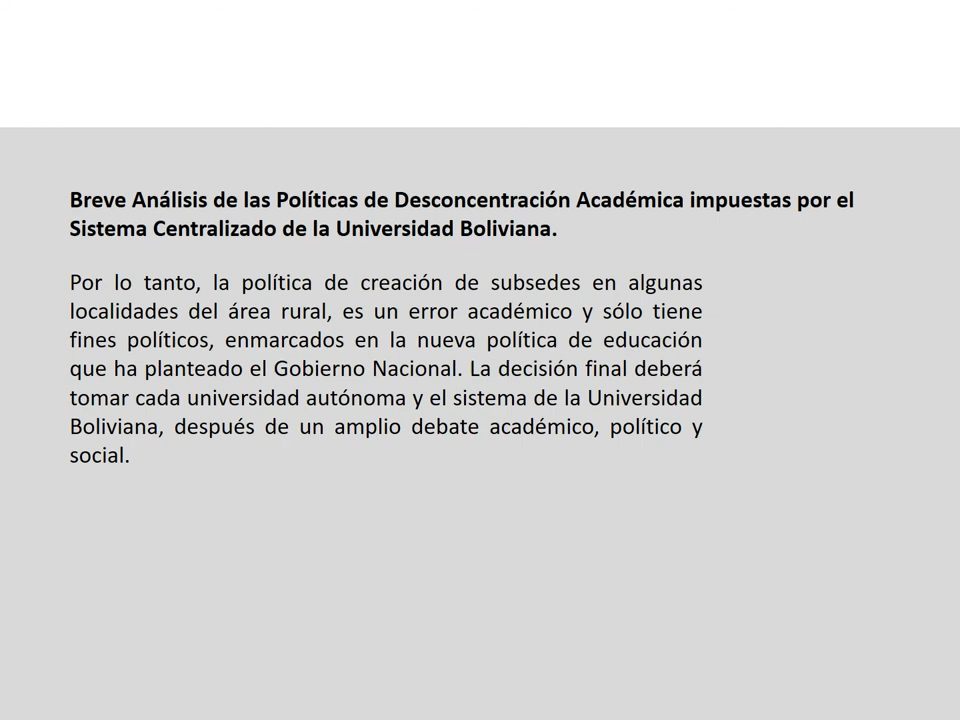 Breve Análisis de las Políticas de Desconcentración Académica impuestas por el
Sistema Centralizado de la Universidad Boliviana.
Por lo tanto, la política de creación de subsedes en algunas
localidades del área rural, es un error académico y sólo tiene
fines políticos, enmarcados en la nueva política de educación
que ha planteado el Gobierno Nacional. La decisión final deberá
tomar cada universidad autónoma y el sistema de la Universidad
Boliviana, después de un amplio debate académico, político y
social.